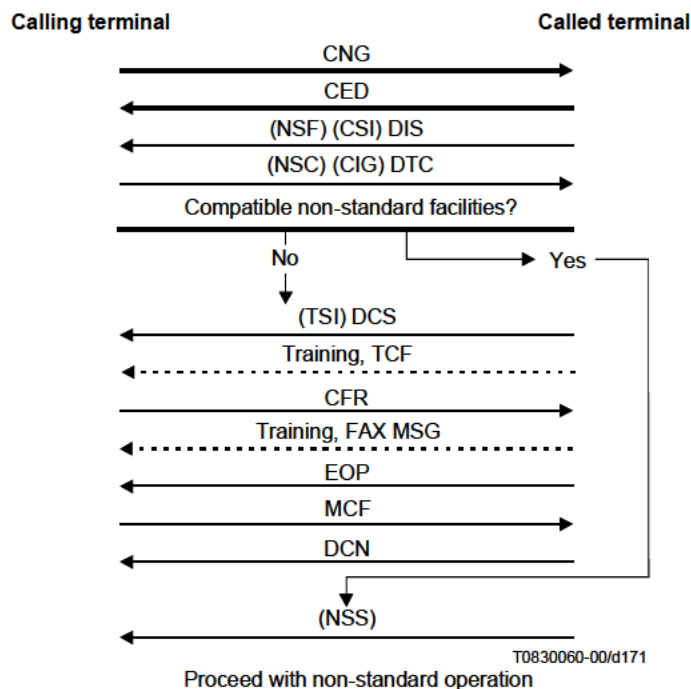 Calling terminal Called terminal
CNG
CED
(NSF) (CSI) DIS
(NSC) (CIG) DTC
Compatible non-standard facilities?
No Yes
(TSI) DCS
Training, TCF
CFR
Training, FAX MSG
EOP
MCF
DCN
(NSS)
T0830060-00/d171
Proceed with non-standard operation